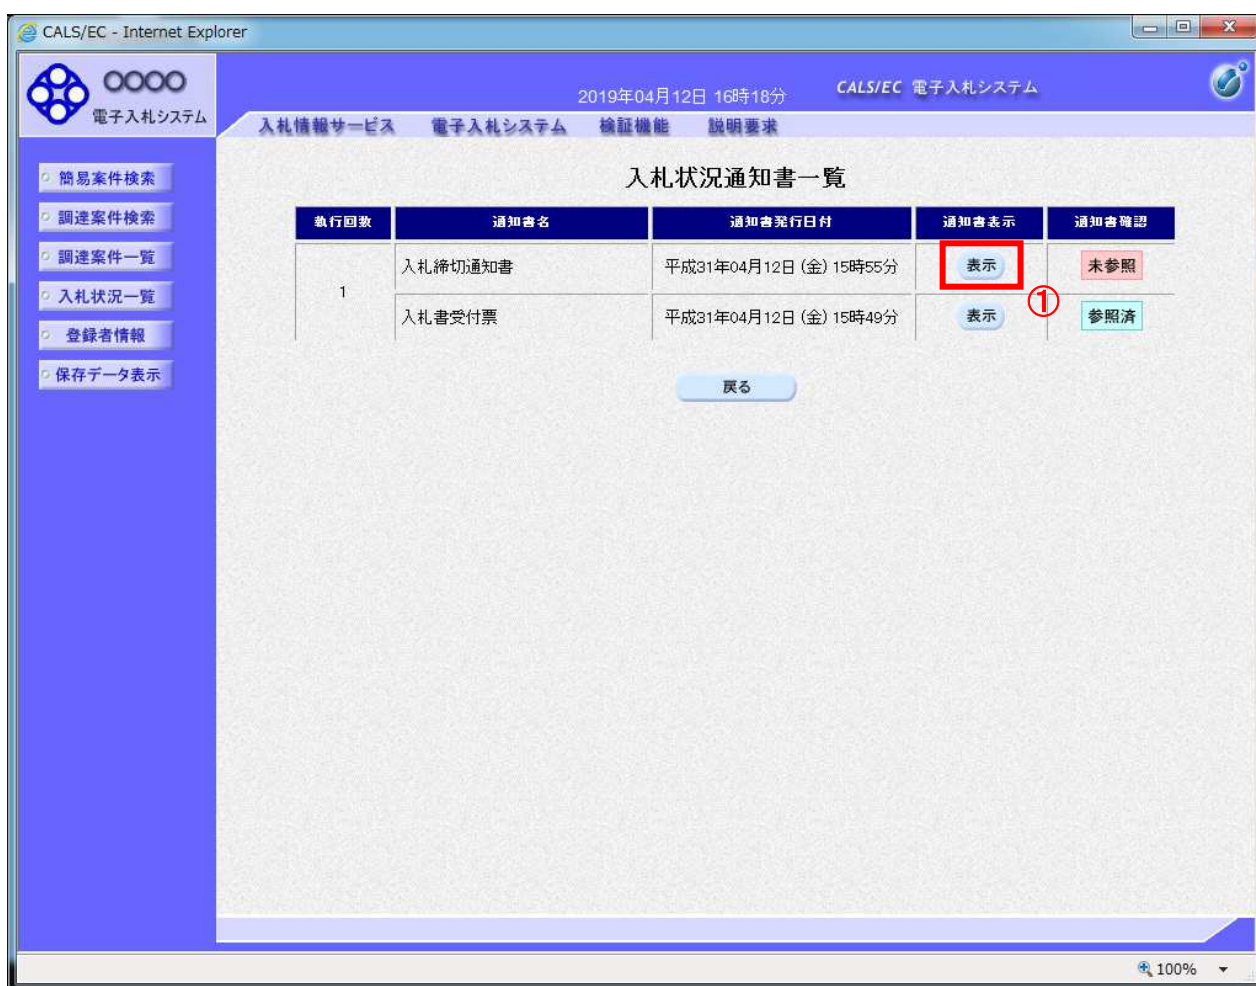 CALS/EC - Internet Explorer
OOOO
電子入札システム
2019年04月12日 16時18分
CALS/EC 電子入札システム
入札情報サービス 電子入札システム 検証機能 説明要求
簡易案件検索
調達案件検索
調達案件一覧
入札状況一覧
登録者情報
保存データ表示
入札状況通知書一覧
執行回数 通知書名 通知書発行日付 通知書表示 通知書確認
1
入札締切通知書 平成31年04月12日 (金) 15時55分 表示 未参照
①
入札書受付票 平成31年04月12日 (金) 15時49分 表示 参照済
戻る
100%